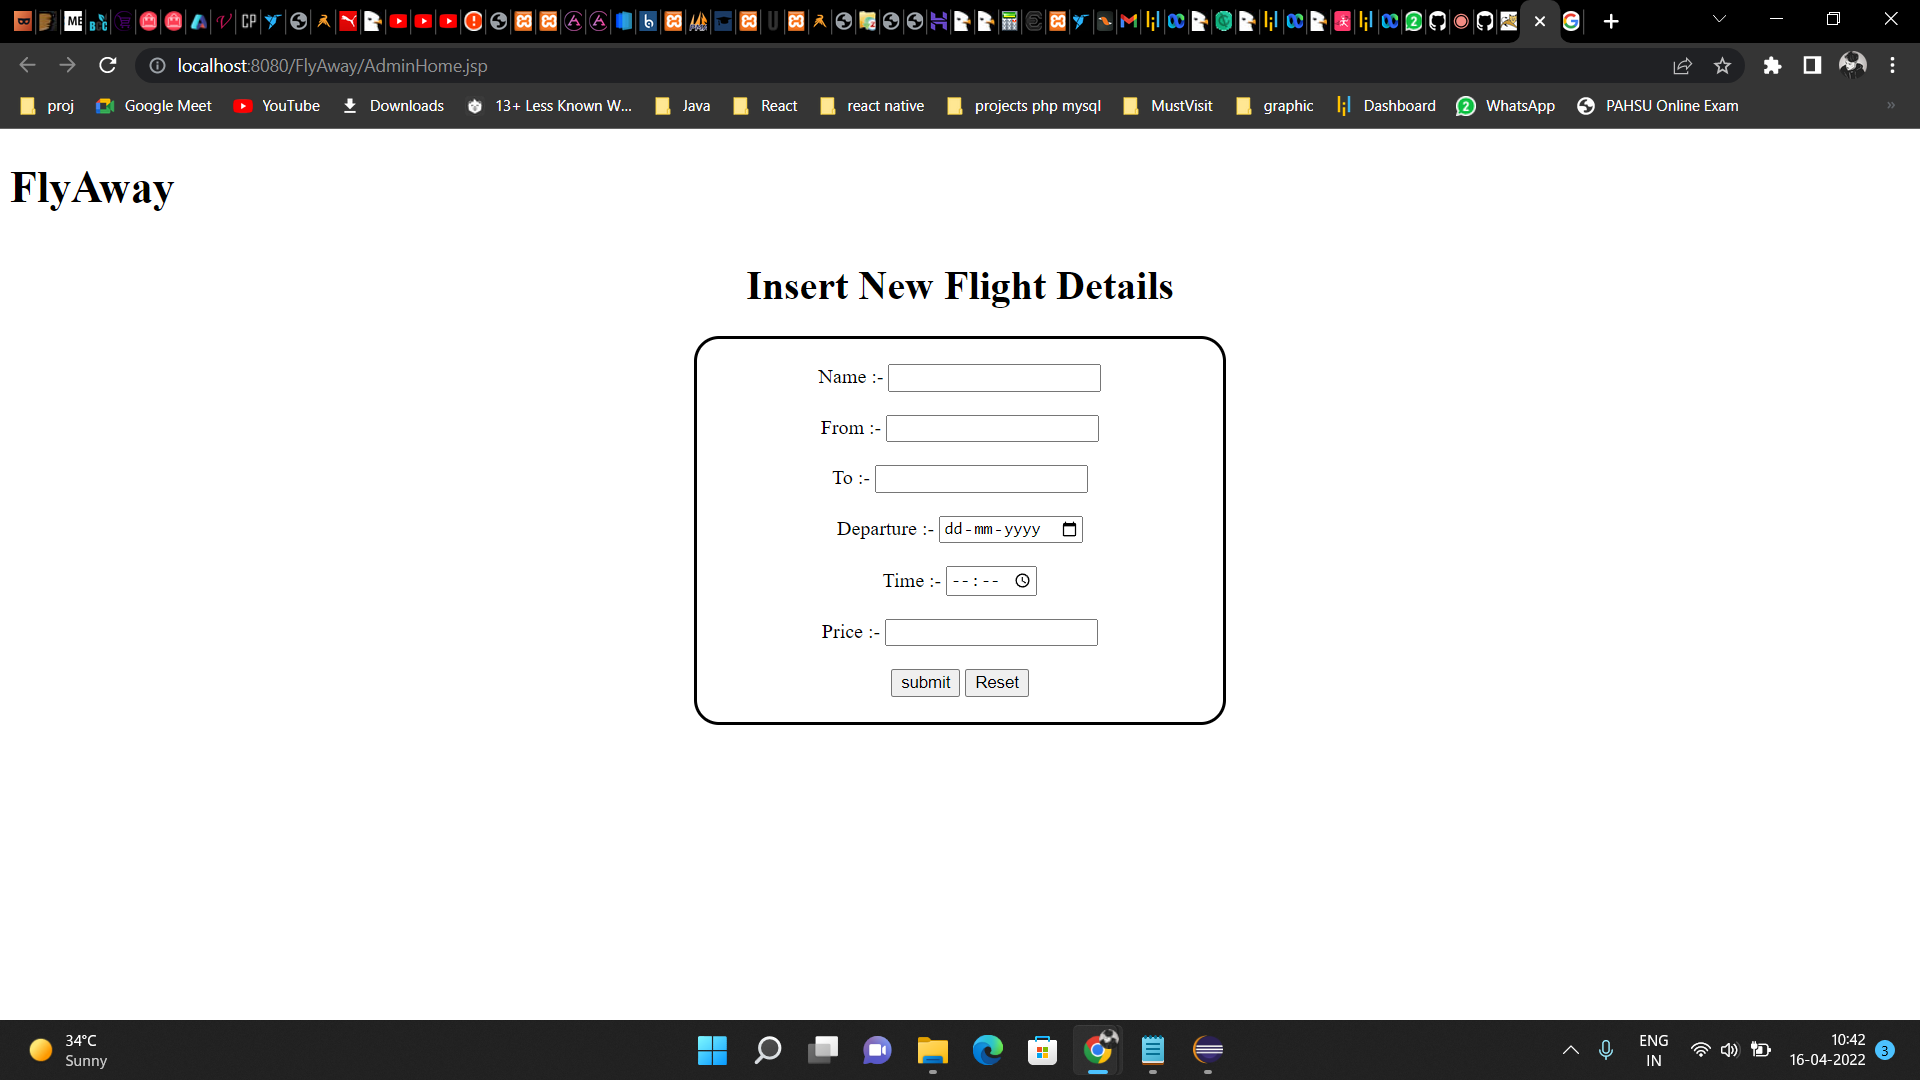 localhost:8080/FlyAway/AdminHome.jsp
proj Google Meet YouTube Downloads 13+ Less Known W... Java React react native projects php mysql MustVisit graphic Dashboard WhatsApp PAHSU Online Exam »
FlyAway
Insert New Flight Details
Name :-
From :-
To :-
Departure :- dd-mm-yyyy
Time :- --:--
Price :-
submit Reset
34°C
Sunny
ENG
IN
10:42
16-04-2022
3